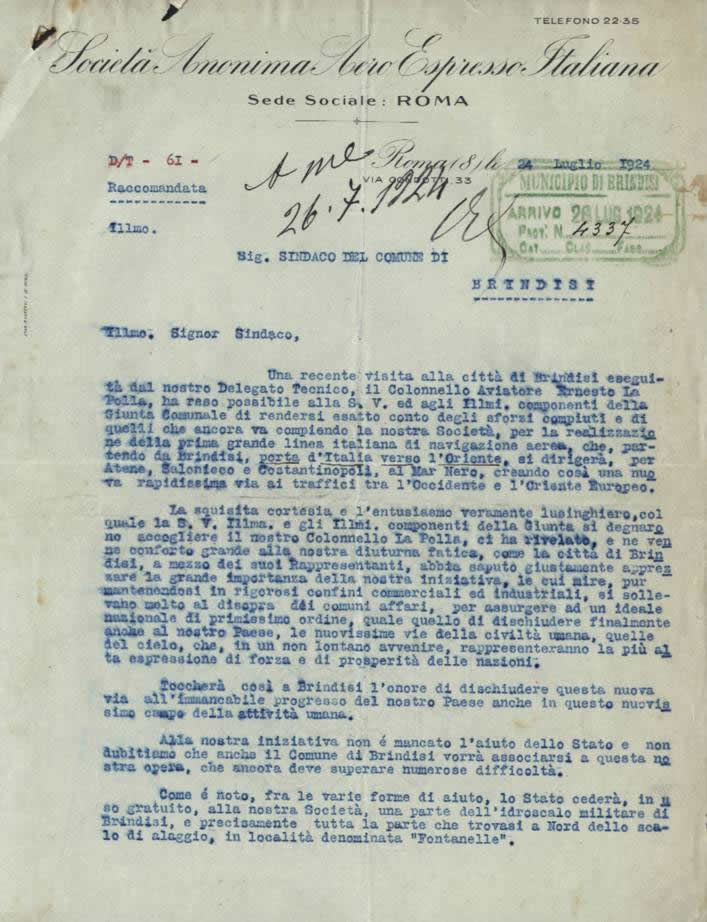 TELEFONO 22-35
Società Anonima Aero Espresso Italiana
Sede Sociale: ROMA
D/T - 61 -
Raccomandata
A me
26.7.1924
Roma (8) li 24 Luglio 1924
VIA CONDOTTI 33
MUNICIPIO DI BRINDISI
ARRIVO 26 LUG 1924
PROT. N. 4337
CAT. CLAS. FASC.
Illmo.
Sig. SINDACO DEL COMUNE DI
BRINDISI
Illmo. Signor Sindaco,
Una recente visita alla città di Brindisi esegui-
tà dal nostro Delegato Tecnico, il Colonnello Aviatore Ernesto La
Polla, ha reso possibile alla S. V. ed agli Illmi. componenti della
Giunta Comunale di rendersi esatto conto degli sforzi compiuti e di
quelli che ancora va compiendo la nostra Società, per la realizzazio
ne della prima grande linea italiana di navigazione aerea, che, par-
tendo da Brindisi, porta d'Italia verso l'Oriente, si dirigerà, per
Atene, Salonicco e Costantinopoli, al Mar Nero, creando così una nuo
va rapidissima via ai traffici tra l'Occidente e l'Oriente Europeo.
La squisita cortesia e l'entusiasmo veramente lusinghiero,col
quale la S. V. Illma. e gli Illmi. componenti della Giunta si degnaro
no accogliere il nostro Colonnello La Polla, ci ha rivelato, e ne ven
ne conforto grande alla nostra diuturna fatica, come la città di Brin
disi, a mezzo dei suoi Rappresentanti, abbia saputo giustamente apprez
zare la grande importanza della nostra iniziativa, le cui mire, pur
mantenendosi in rigorosi confini commerciali ed industriali, si solle-
vano molto al disopra dei comuni affari, per assurgere ad un ideale
nazionale di primissimo ordine, quale quello di dischiudere finalmente
anche al nostro Paese, le nuovissime vie della civiltà umana, quelle
del cielo, che, in un non lontano avvenire, rappresenteranno la più al
ta espressione di forza e di prosperità delle nazioni.
Toccherà così a Brindisi l'onore di dischiudere questa nuova
via all'immancabile progresso del nostro Paese anche in questo nuovis
simo campo della attività umana.
Alla nostra iniziativa non é mancato l'aiuto dello Stato e non
dubitiamo che anche il Comune di Brindisi vorrà associarsi a questa no
stra opera, che ancora deve superare numerose difficoltà.
Come é noto, fra le varie forme di aiuto, lo Stato cederà, in u
so gratuito, alla nostra Società, una parte dell'idroscalo militare di
Brindisi, e precisamente tutta la parte che trovasi a Nord dello sca-
lo di alaggio, in località denominata "Fontanelle".